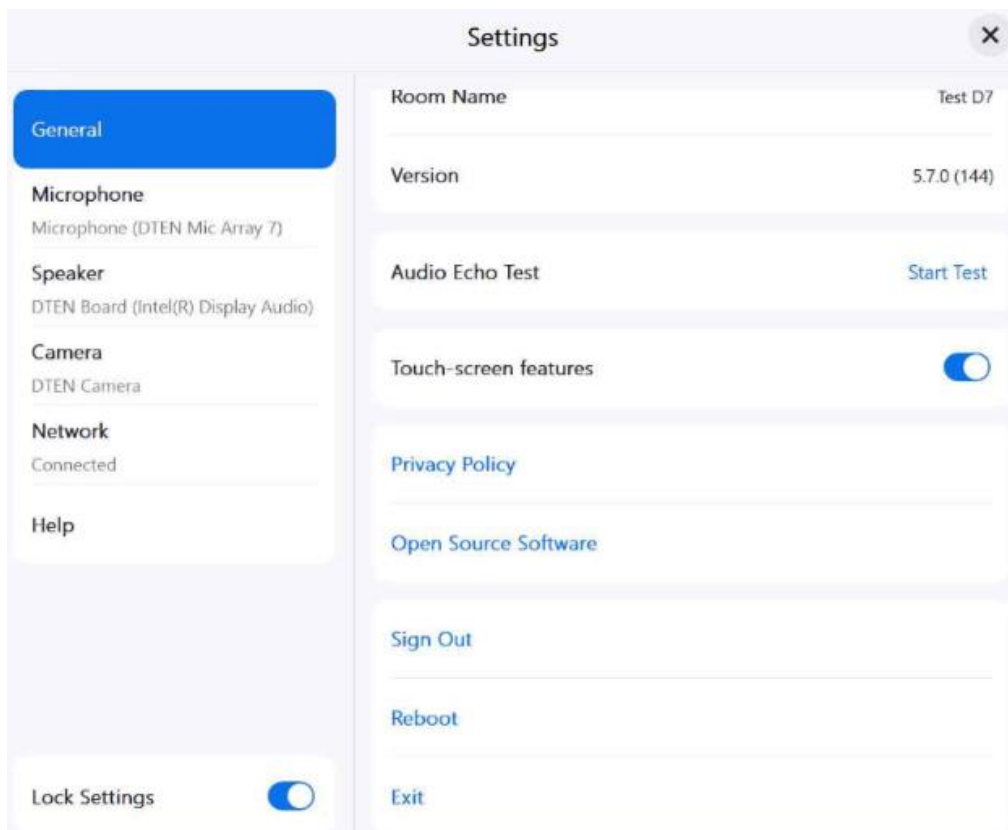 Settings
General
Microphone
Microphone (DTEN Mic Array 7)
Speaker
DTEN Board (Intel(R) Display Audio)
Camera
DTEN Camera
Network
Connected
Help
Lock Settings
Room Name Test D7
Version 5.7.0 (144)
Audio Echo Test Start Test
Touch-screen features
Privacy Policy
Open Source Software
Sign Out
Reboot
Exit